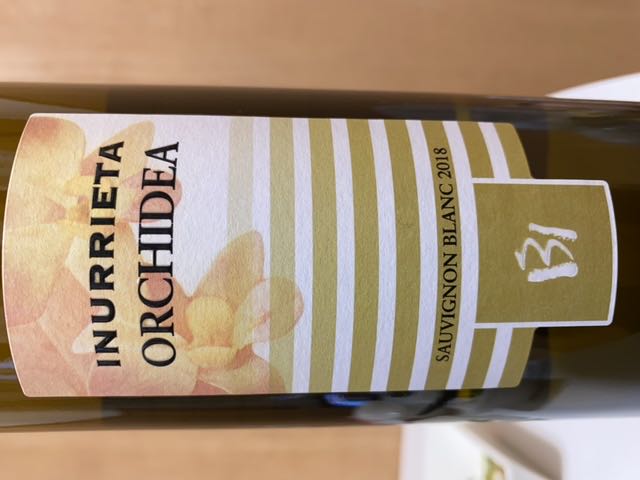 INURRIETA
ORCHIDEA
SAUVIGNON BLANC 2018